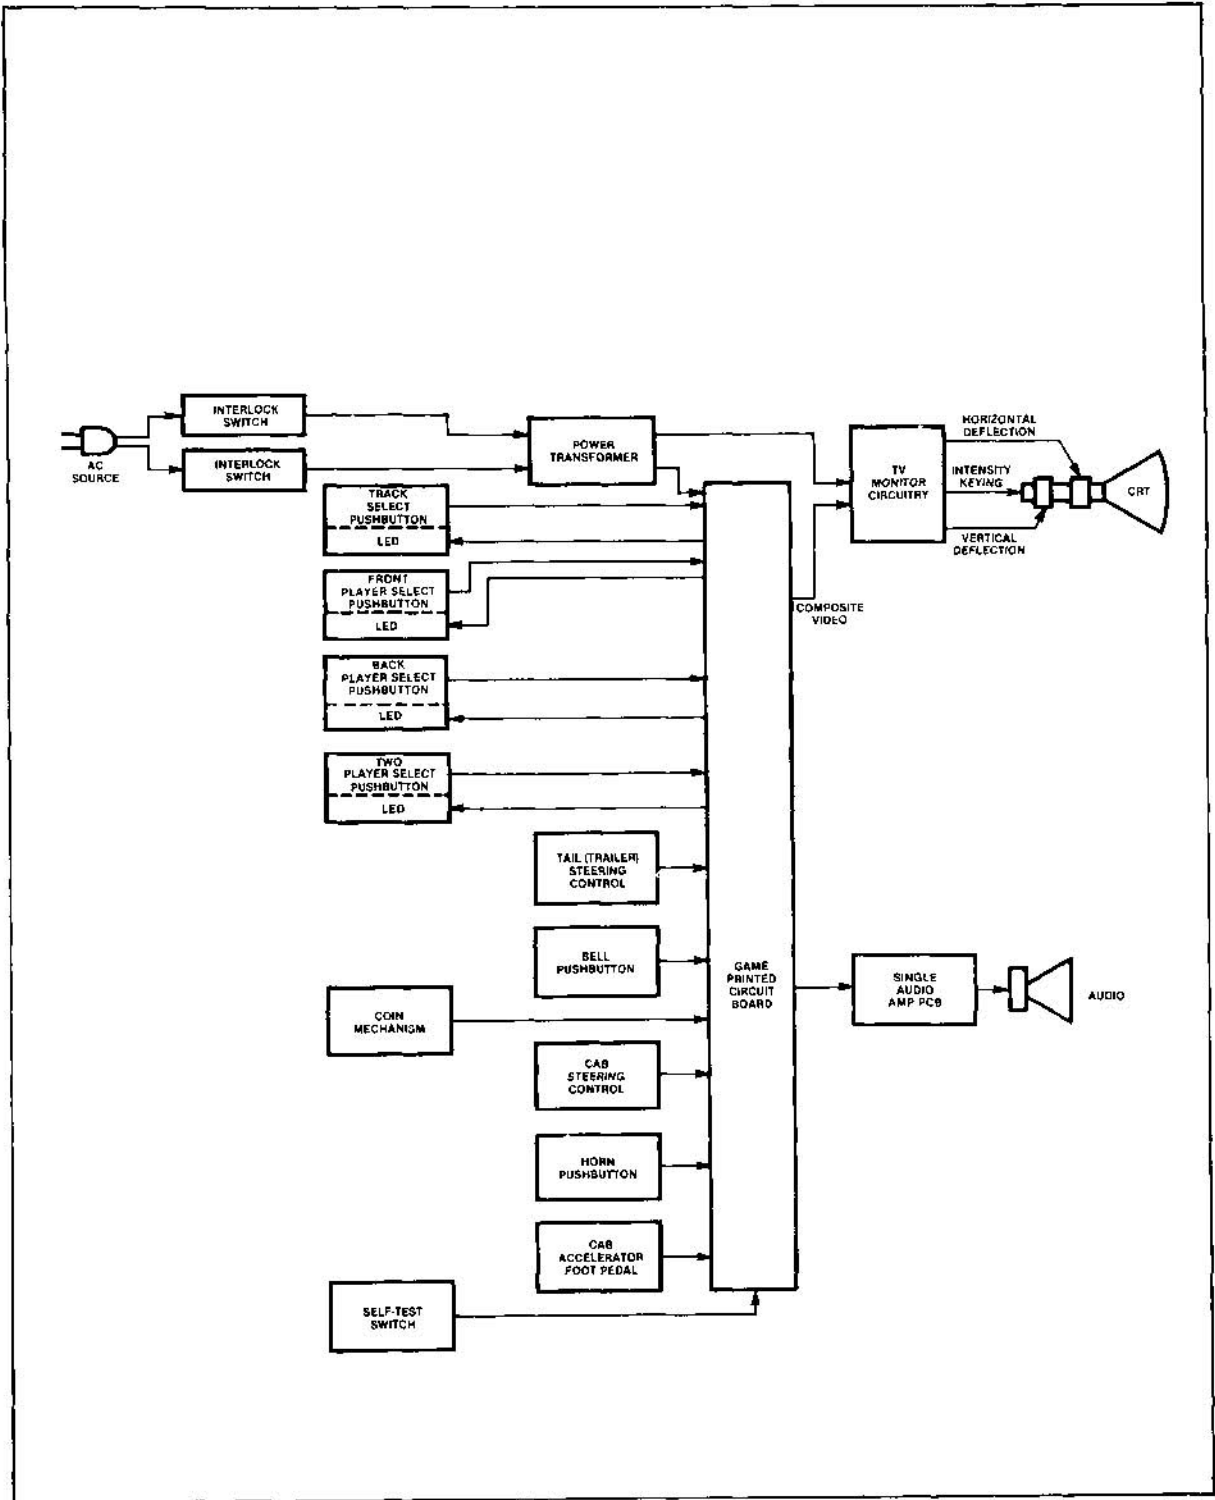 INTERLOCK
SWITCH
AC
SOURCE
INTERLOCK
SWITCH
POWER
TRANSFORMER
TV
MONITOR
CIRCUITRY
HORIZONTAL
DEFLECTION
INTENSITY
KEYING
CRT
VERTICAL
DEFLECTION
TRACK
SELECT
PUSHBUTTON
LED
FRONT
PLAYER SELECT
PUSHBUTTON
LED
COMPOSITE
VIDEO
BACK
PLAYER SELECT
PUSHBUTTON
LED
TWO
PLAYER SELECT
PUSHBUTTON
LED
TAIL (TRAILER)
STEERING
CONTROL
BELL
PUSHBUTTON
GAME
PRINTED
CIRCUIT
BOARD
SINGLE
AUDIO
AMP PCB
AUDIO
COIN
MECHANISM
CAB
STEERING
CONTROL
HORN
PUSHBUTTON
CAB
ACCELERATOR
FOOT PEDAL
SELF-TEST
SWITCH